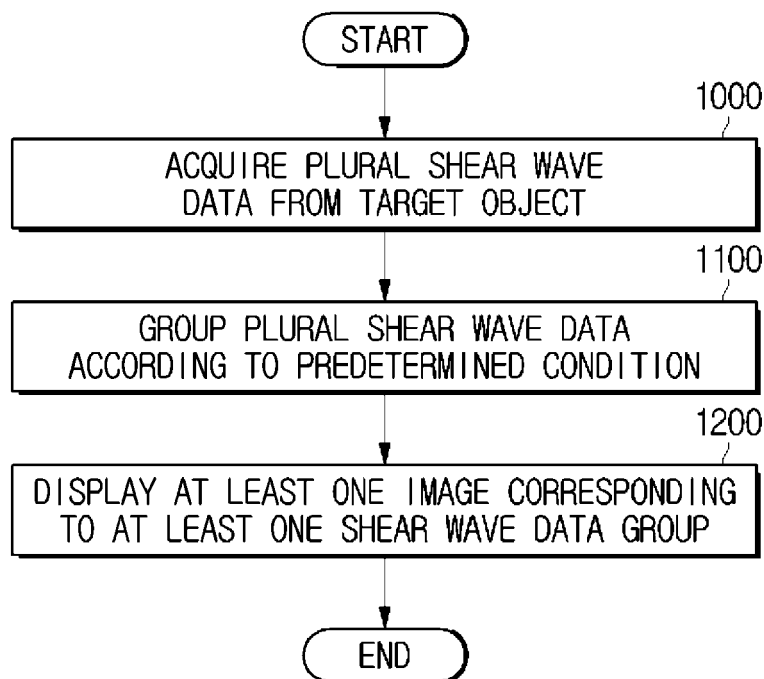 START
1000
ACQUIRE PLURAL SHEAR WAVE
DATA FROM TARGET OBJECT
1100
GROUP PLURAL SHEAR WAVE DATA
ACCORDING TO PREDETERMINED CONDITION
1200
DISPLAY AT LEAST ONE IMAGE CORRESPONDING
TO AT LEAST ONE SHEAR WAVE DATA GROUP
END